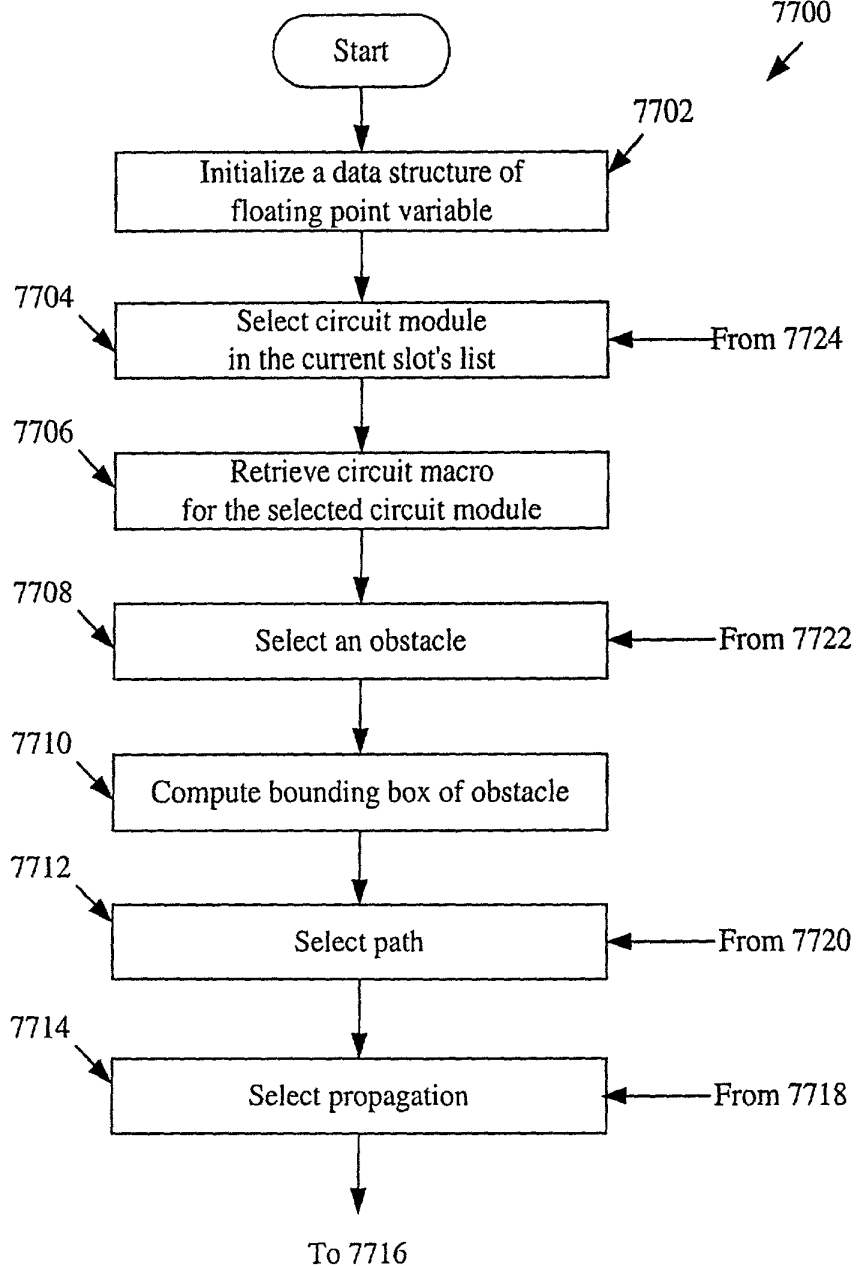 7700
Start
7702
Initialize a data structure of
floating point variable
7704
Select circuit module
in the current slot's list
From 7724
7706
Retrieve circuit macro
for the selected circuit module
7708
Select an obstacle
From 7722
7710
Compute bounding box of obstacle
7712
Select path
From 7720
7714
Select propagation
From 7718
To 7716